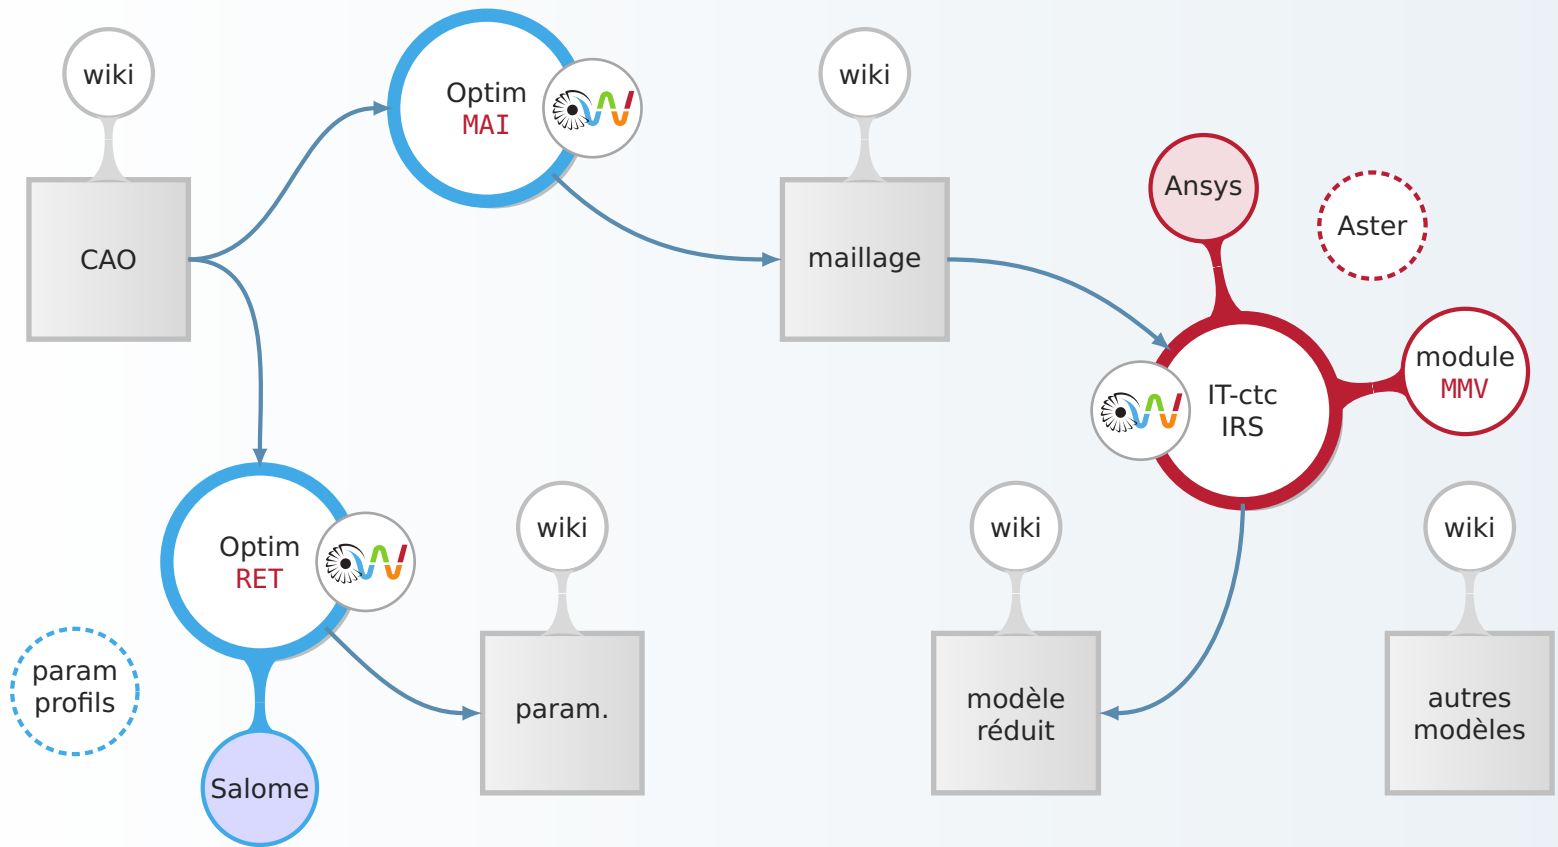 wiki
CAO
Optim
MAI
wiki
maillage
Ansys
Aster
module
MMV
IT-ctc
IRS
Optim
RET
param
profils
Salome
wiki
param.
wiki
modèle
réduit
wiki
autres
modèles